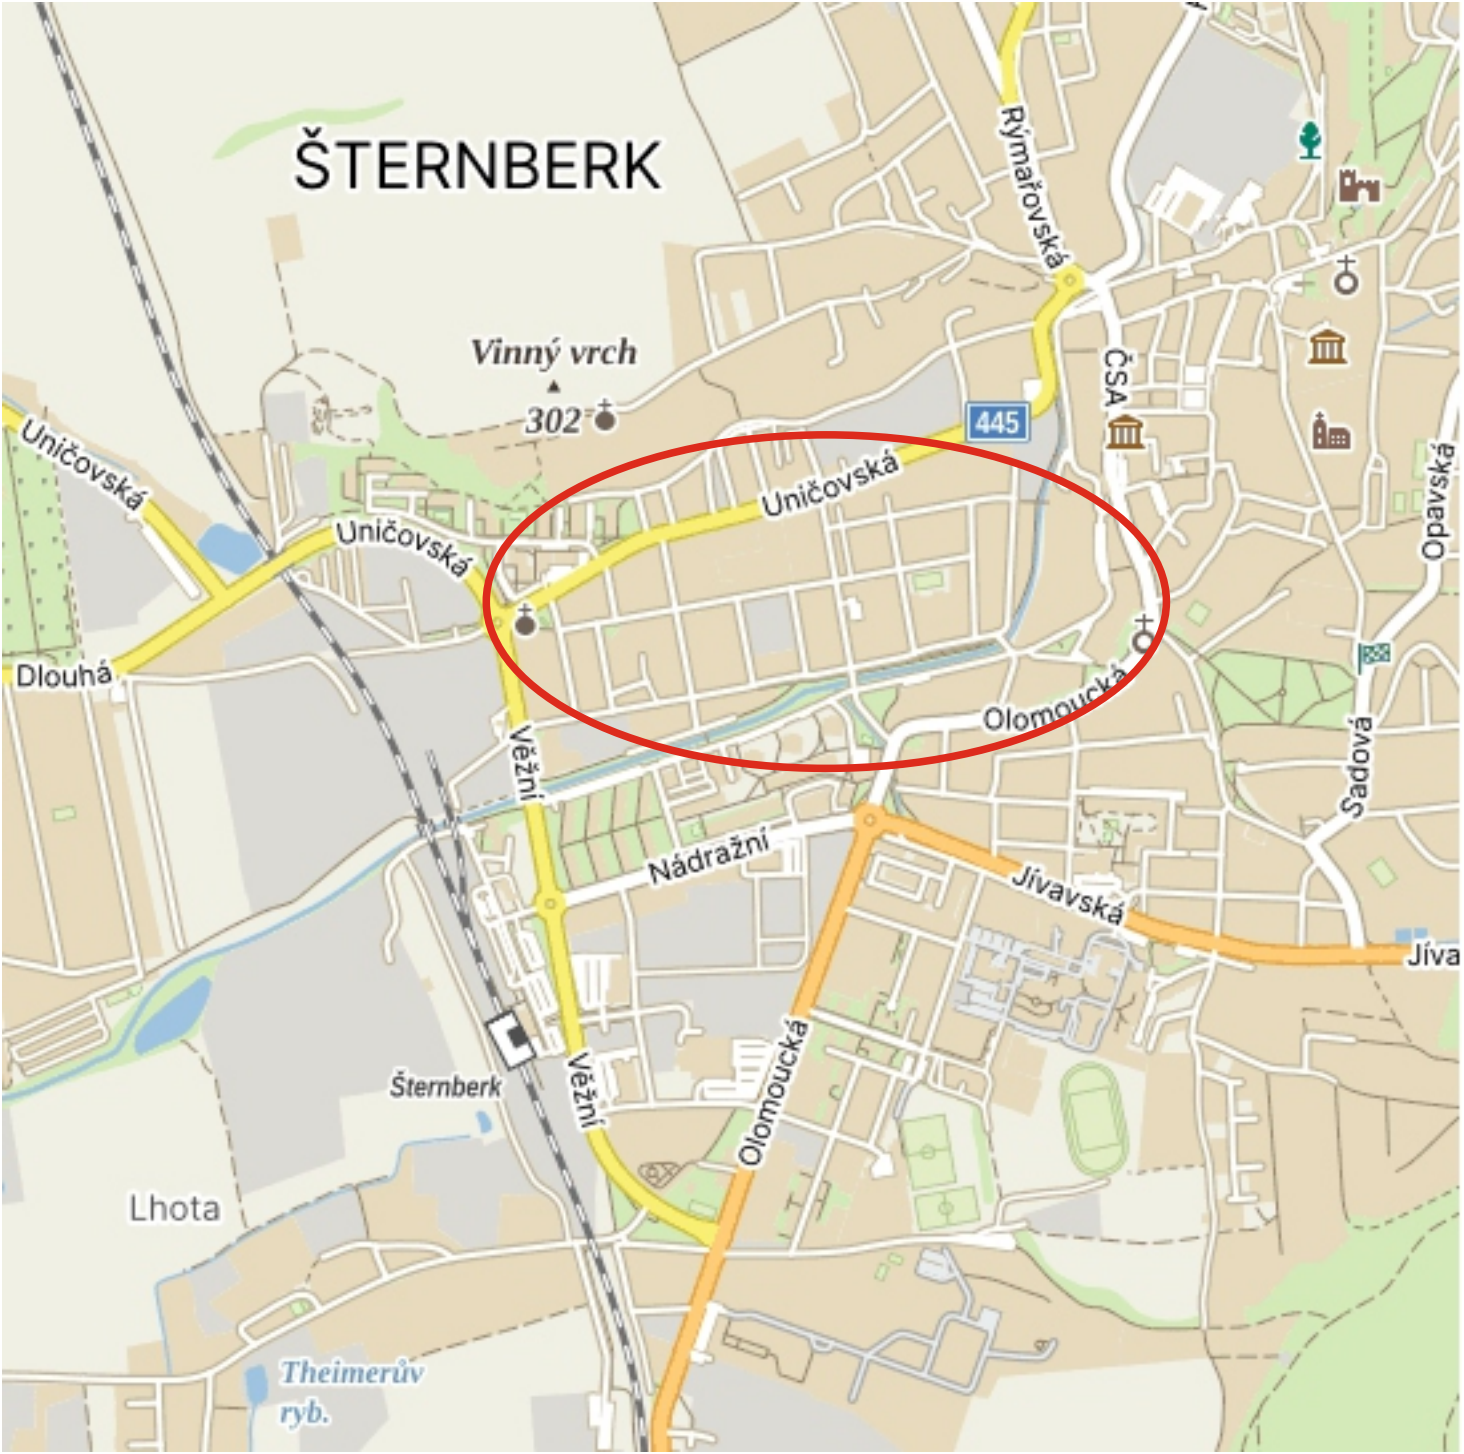 Rýmařovská
ŠTERNBERK
Vinný vrch
302
ČSA
445
Uničovská
Uničovská
Uničovská
Opavská
Dlouhá
Olomoucká
Věžní
Sadová
Nádražní
Jívavská
Jíva
Olomoucká
Šternberk
Věžní
Lhota
Theimerův
ryb.